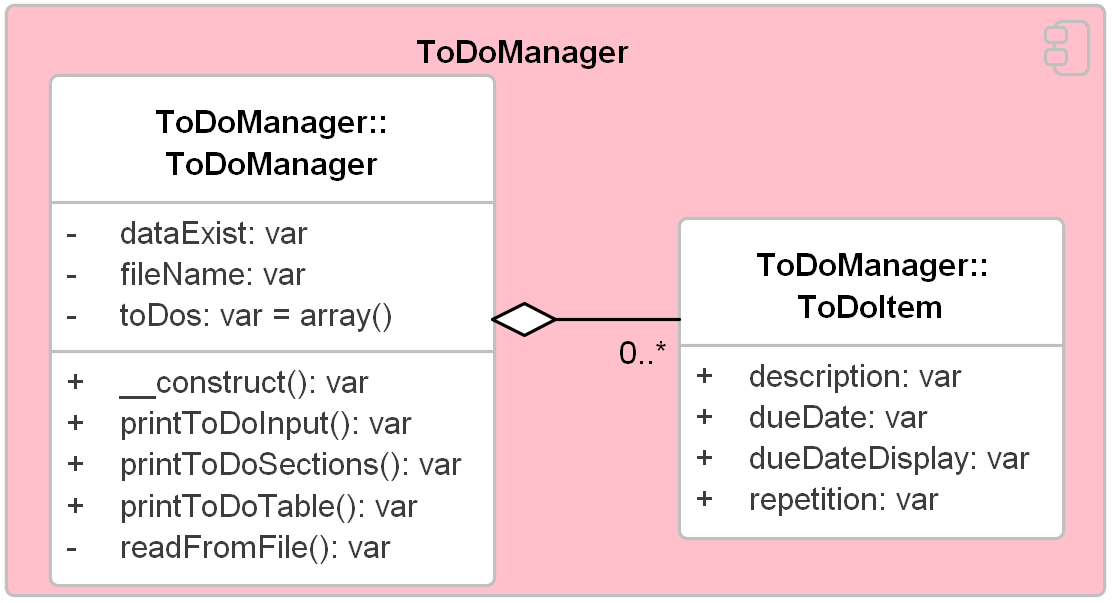 ToDoManager
ToDoManager::
ToDoManager
- dataExist: var
- fileName: var
- toDos: var = array()
+ __construct(): var
+ printToDoInput(): var
+ printToDoSections(): var
+ printToDoTable(): var
- readFromFile(): var
0..*
ToDoManager::
ToDoItem
+ description: var
+ dueDate: var
+ dueDateDisplay: var
+ repetition: var